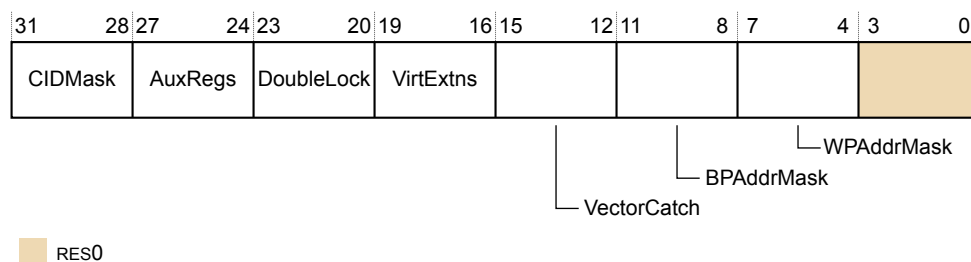 31 28 27 24 23 20 19 16 15 12 11 8 7 4 3 0
CIDMask AuxRegs DoubleLock VirtExtns
WPAddrMask
BPAddrMask
VectorCatch
RES0